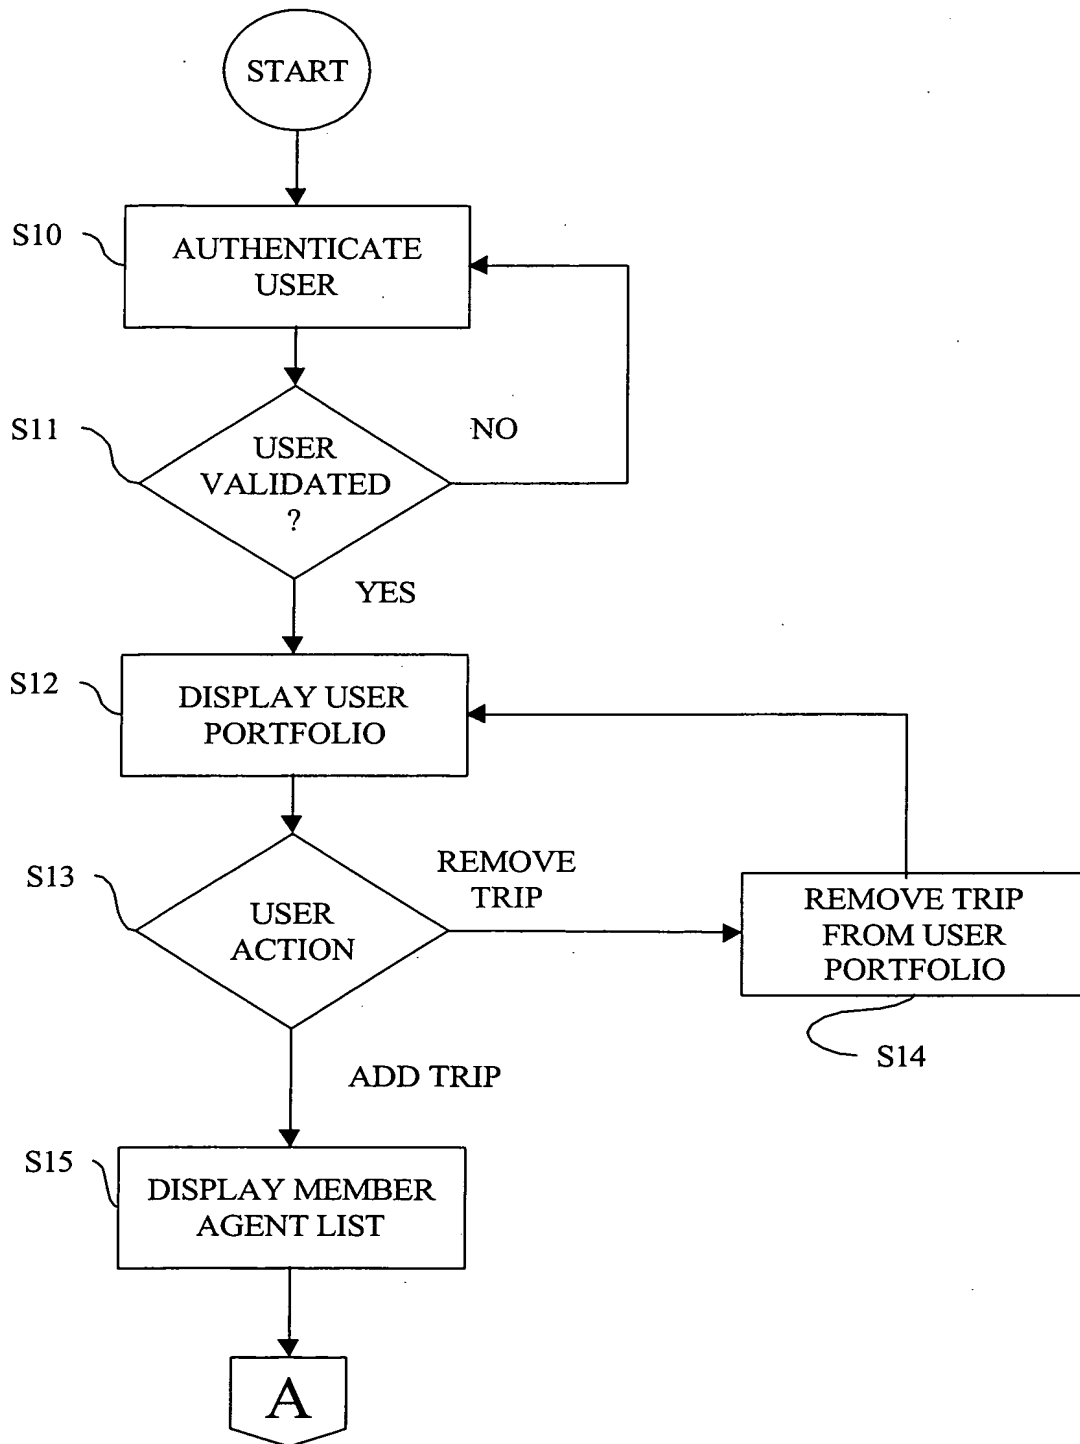 START
S10
AUTHENTICATE
USER
S11
USER
VALIDATED
?
NO
YES
S12
DISPLAY USER
PORTFOLIO
S13
USER
ACTION
REMOVE
TRIP
REMOVE TRIP
FROM USER
PORTFOLIO
S14
ADD TRIP
S15
DISPLAY MEMBER
AGENT LIST
A